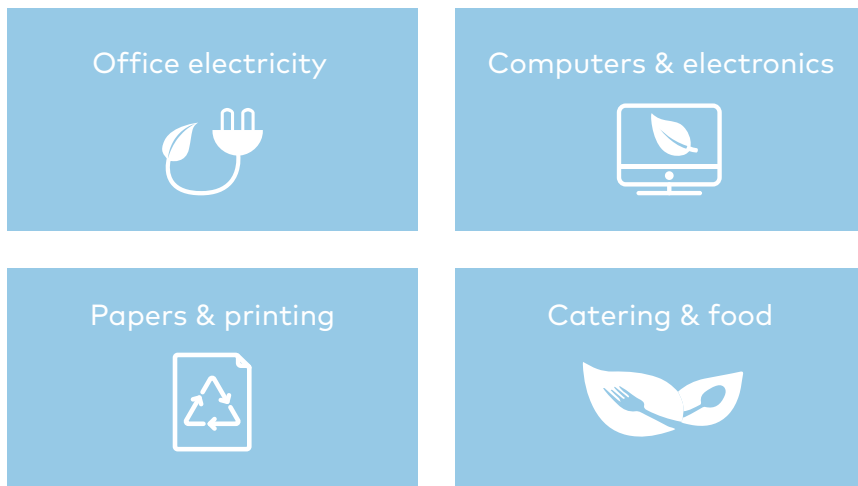 Office electricity
Computers & electronics
Papers & printing
Catering & food